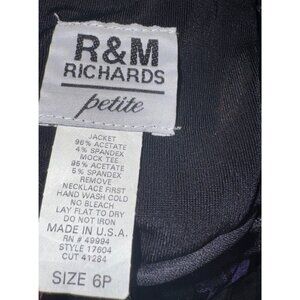 R&M
RICHARDS
petite
JACKET
96% ACETATE
4% SPANDEX
MOCK TEE
95% ACETATE
5% SPANDEX
REMOVE
NECKLACE FIRST
HAND WASH COLD
NO BLEACH
LAY FLAT TO DRY
DO NOT IRON
MADE IN U.S.A.
RN # 49994
STYLE 17604
CUT 41284
SIZE 6P